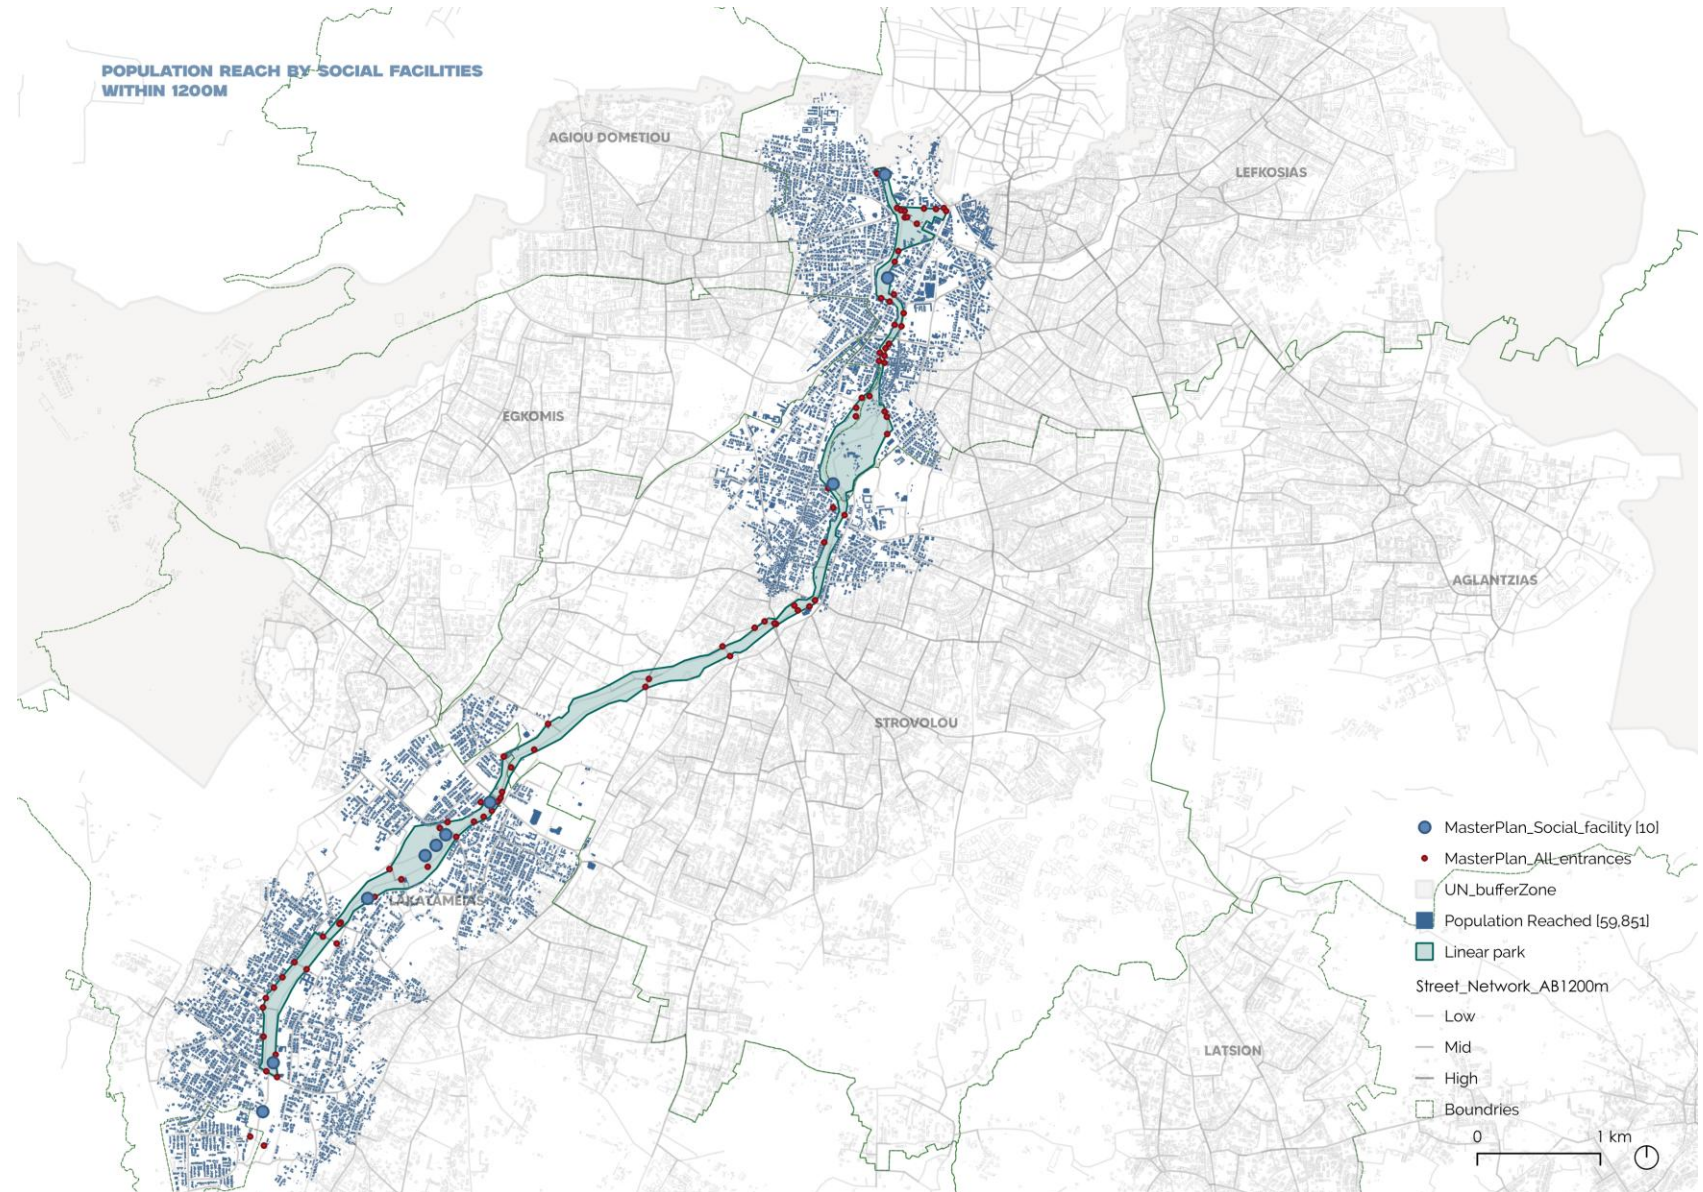 POPULATION REACH BY SOCIAL FACILITIES
WITHIN 1200M
AGIOU DOMETIOU
LEFKOSIAS
EGKOMIS
AGLANTZIAS
STROVOLOU
LAKATAMEIAS
LATSION
MasterPlan_Social_facility [10]
MasterPlan_All_entrances
UN_bufferZone
Population Reached [59,851]
Linear park
Street_Network_AB1200m
Low
Mid
High
Boundries
0 1 km